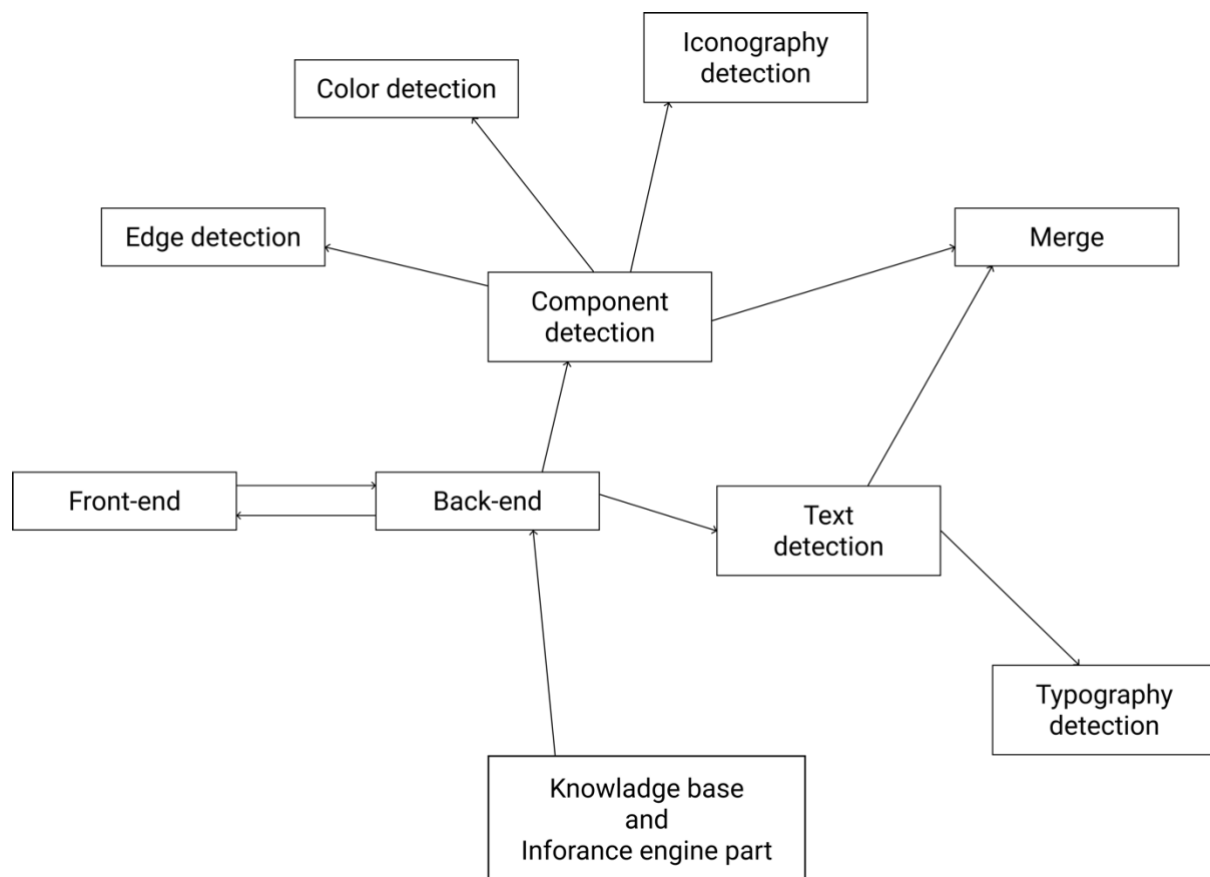 Iconography
detection
Color detection
Edge detection
Merge
Component
detection
Front-end
Back-end
Text
detection
Typography
detection
Knowladge base
and
Inforance engine part